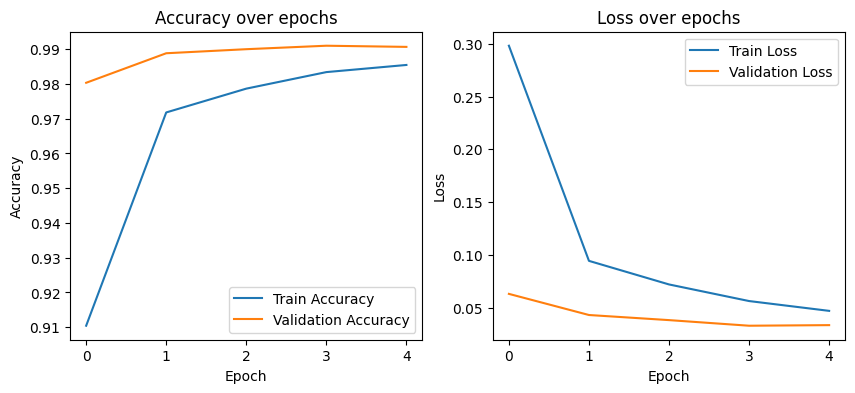 Accuracy over epochs
0.99
0.98
0.97
0.96
0.95
0.94
0.93
0.92
0.91
Accuracy
Train Accuracy
Validation Accuracy
0 1 2 3 4
Epoch
Loss over epochs
0.30
0.25
0.20
0.15
0.10
0.05
Loss
Train Loss
Validation Loss
0 1 2 3 4
Epoch